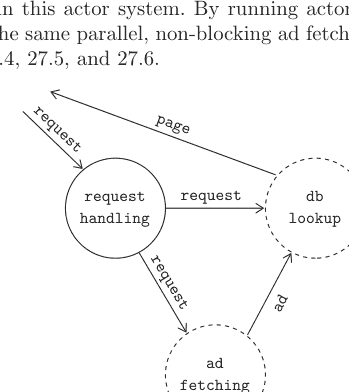 in this actor system. By running actor
he same parallel, non-blocking ad fetch
.4, 27.5, and 27.6.
page
request
request
handling
request
db
lookup
request
ad
ad
fetching